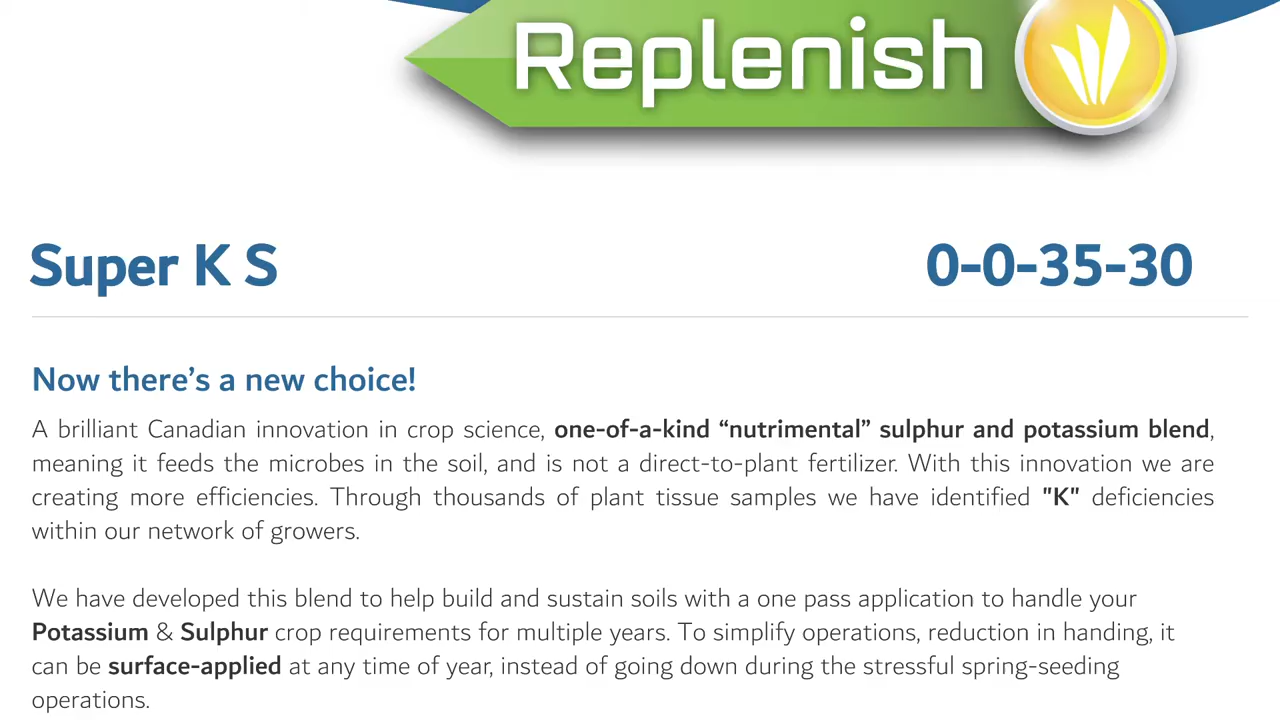 Replenish
Super K S 0-0-35-30
Now there’s a new choice!
A brilliant Canadian innovation in crop science, one-of-a-kind “nutrimental” sulphur and potassium blend,
meaning it feeds the microbes in the soil, and is not a direct-to-plant fertilizer. With this innovation we are
creating more efficiencies. Through thousands of plant tissue samples we have identified "K" deficiencies
within our network of growers.
We have developed this blend to help build and sustain soils with a one pass application to handle your
Potassium & Sulphur crop requirements for multiple years. To simplify operations, reduction in handing, it
can be surface-applied at any time of year, instead of going down during the stressful spring-seeding
operations.